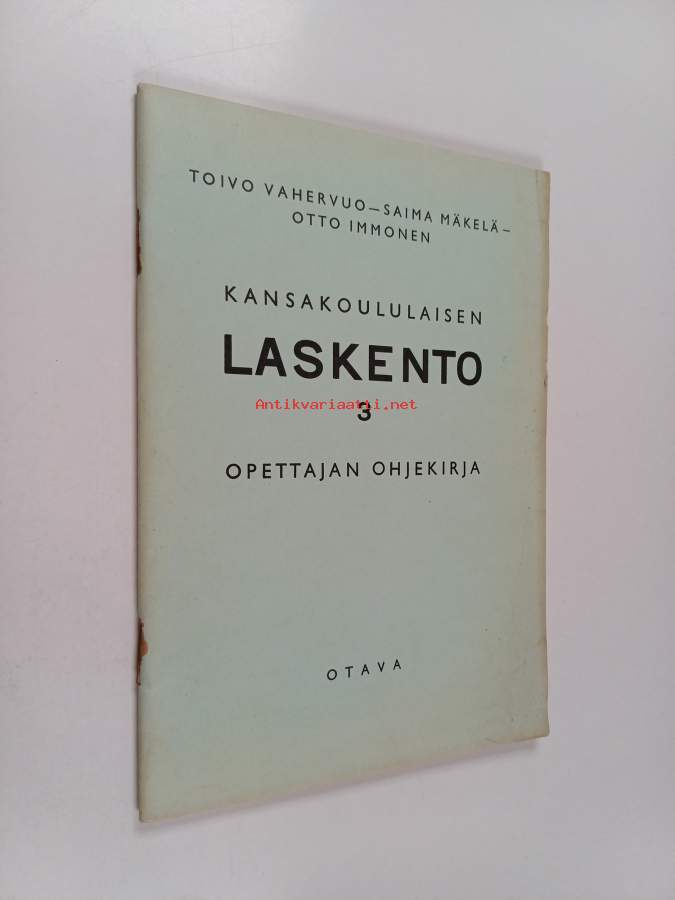 TOIVO VAHERVUO—SAIMA MÄKELÄ—
OTTO IMMONEN
KANSAKOULULAISEN
LASKENTO
3
Antikvariaatti.net
OPETTAJAN OHJEKIRJA
OTAVA